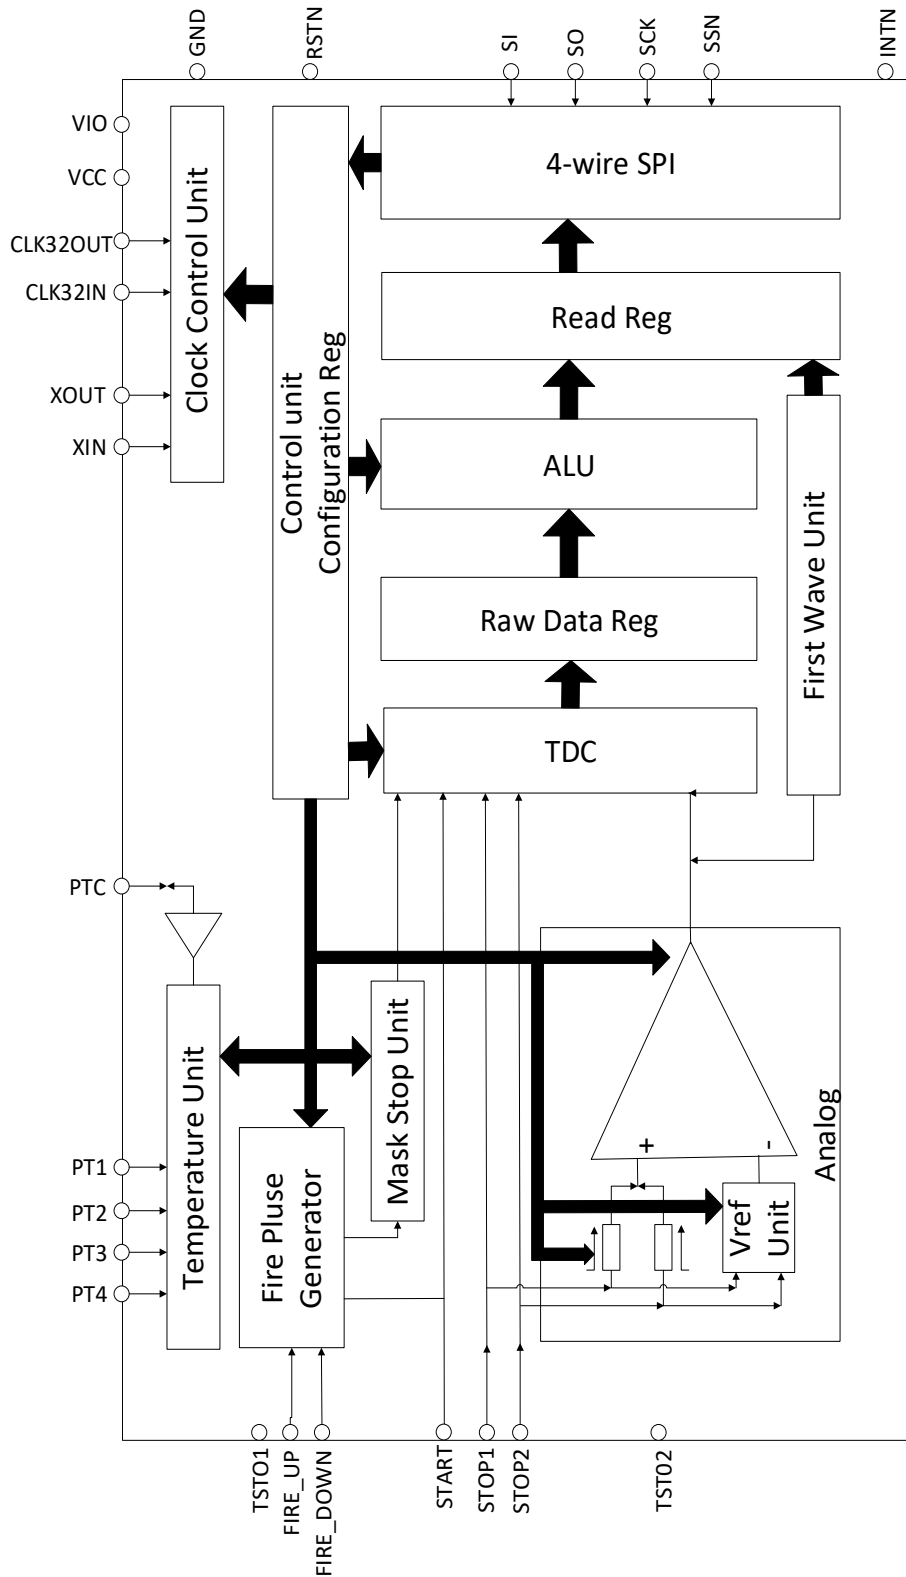 GND
RSTN
SI
SO
SCK
SSN
INTN
VIO
VCC
CLK32OUT
CLK32IN
XOUT
XIN
Clock Control Unit
Control unit
Configuration Reg
4-wire SPI
Read Reg
ALU
Raw Data Reg
TDC
First Wave Unit
PTC
Temperature Unit
PT1
PT2
PT3
PT4
Fire Pluse
Generator
Mask Stop Unit
+
-
Vref
Unit
Analog
TSTO1
FIRE_UP
FIRE_DOWN
START
STOP1
STOP2
TST02